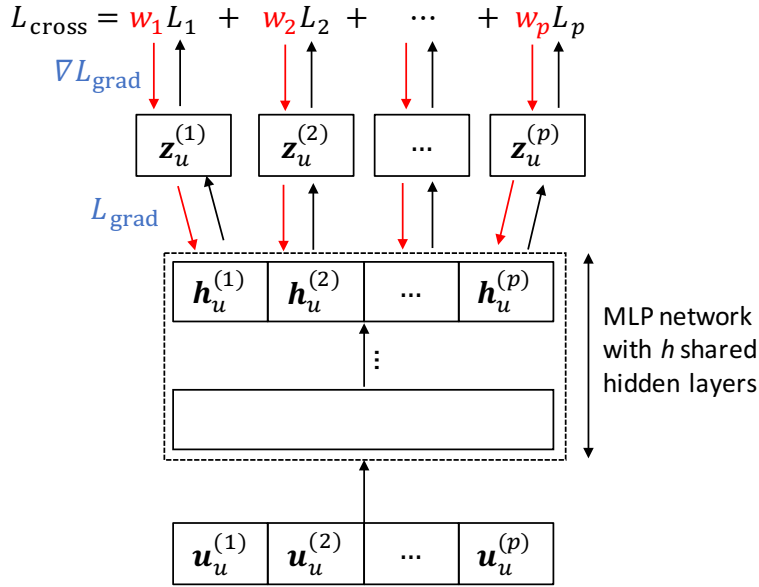 L_cross = w_1 L_1 + w_2 L_2 + ⋯ + w_p L_p
∇L_grad
z_u^(1) z_u^(2) ⋯ z_u^(p)
L_grad
h_u^(1) h_u^(2) ⋯ h_u^(p)
MLP network
with h shared
hidden layers
⋮
u_u^(1) u_u^(2) ⋯ u_u^(p)